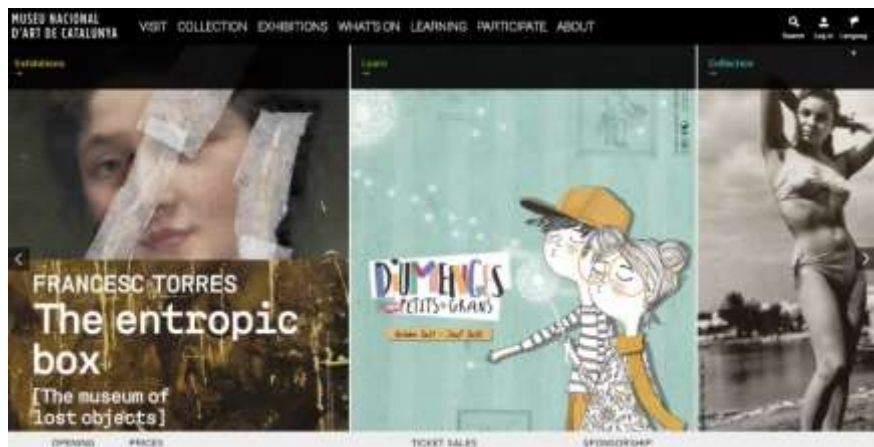 MUSEU NACIONAL
D'ART DE CATALUNYA
VISIT COLLECTION EXHIBITIONS WHAT'S ON LEARNING PARTICIPATE ABOUT
Search Log in
Exhibitions
Learn
Collection
FRANCESC TORRES
The entropic
box
[The museum of
lost objects]
DIUMENGES
PETITS+GRANS
OPENING PRICES TICKET SALES SPONSORSHIP